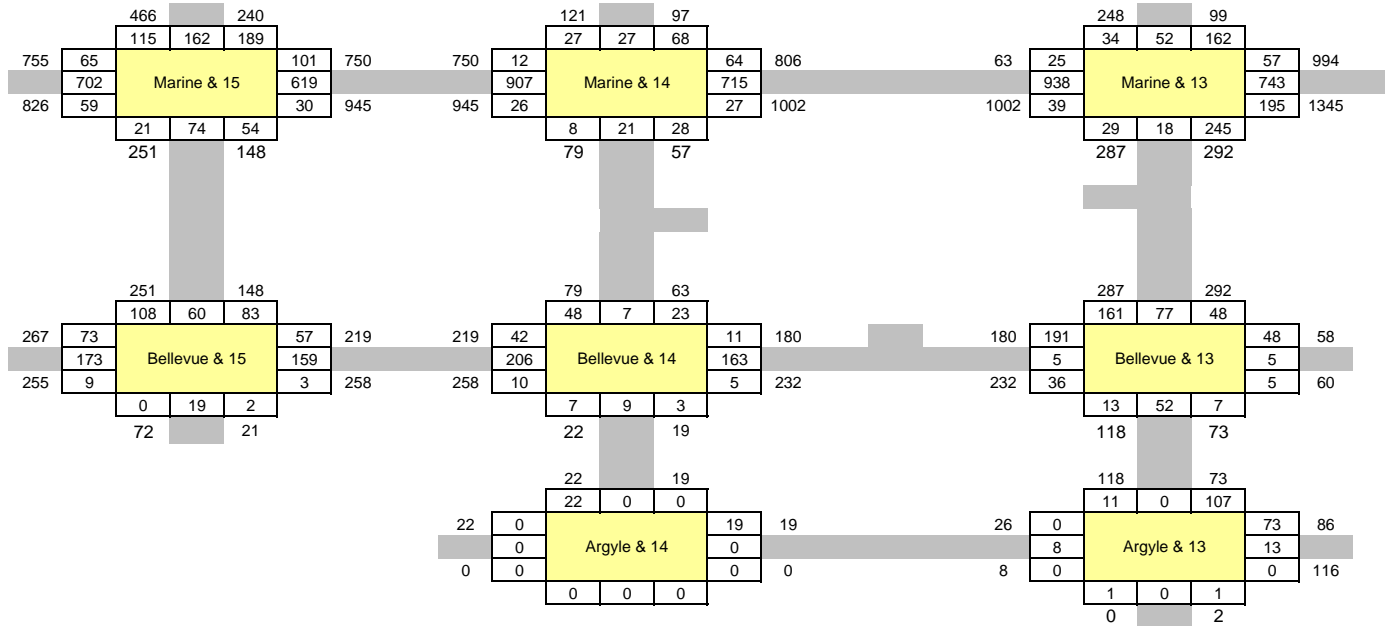 466 240 121 97 248 99
115 162 189 27 27 68 34 52 162
755 65 101 750 750 12 64 806 63 25 57 994
702 Marine & 15 619 907 Marine & 14 715 938 Marine & 13 743
826 59 30 945 945 26 27 1002 1002 39 195 1345
21 74 54 8 21 28 29 18 245
251 148 79 57 287 292
251 148 79 63 287 292
108 60 83 48 7 23 161 77 48
267 73 57 219 219 42 11 180 180 191 48 58
173 Bellevue & 15 159 206 Bellevue & 14 163 5 Bellevue & 13 5
255 9 3 258 258 10 5 232 232 36 5 60
0 19 2 7 9 3 13 52 7
72 21 22 19 118 73
22 19 118 73
22 0 0 11 0 107
22 0 19 19 26 0 73 86
0 Argyle & 14 0 8 Argyle & 13 13
0 0 0 0 8 0 0 116
0 0 0 1 0 1
0 2